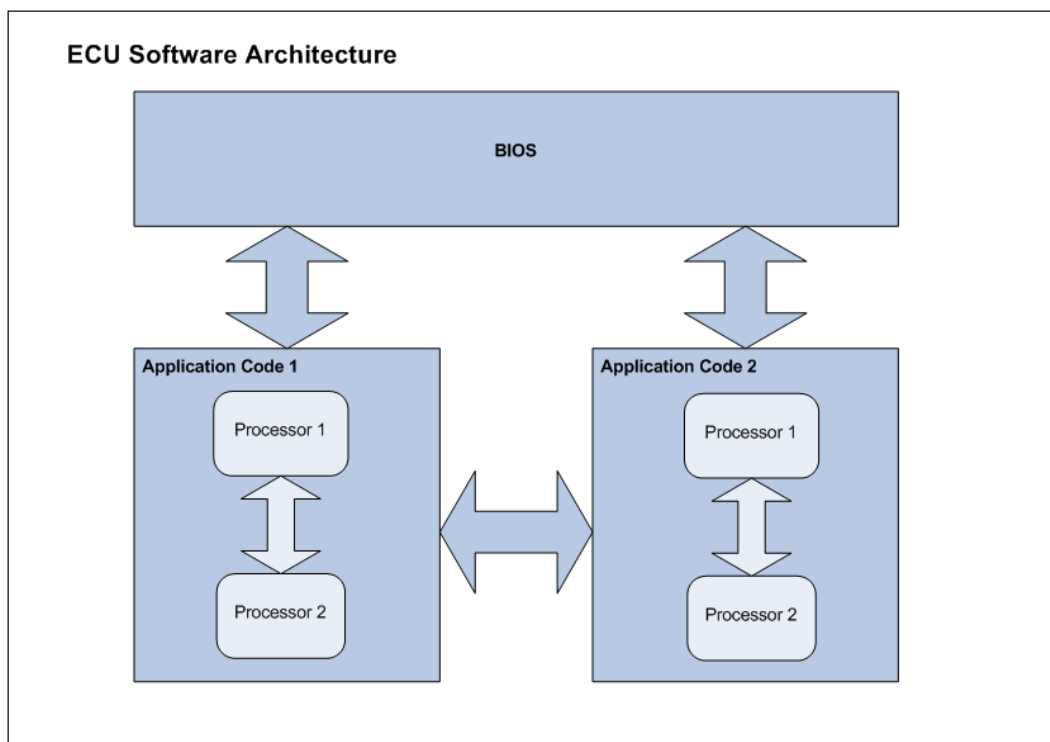 ECU Software Architecture
BIOS
Application Code 1
Processor 1
Processor 2
Application Code 2
Processor 1
Processor 2